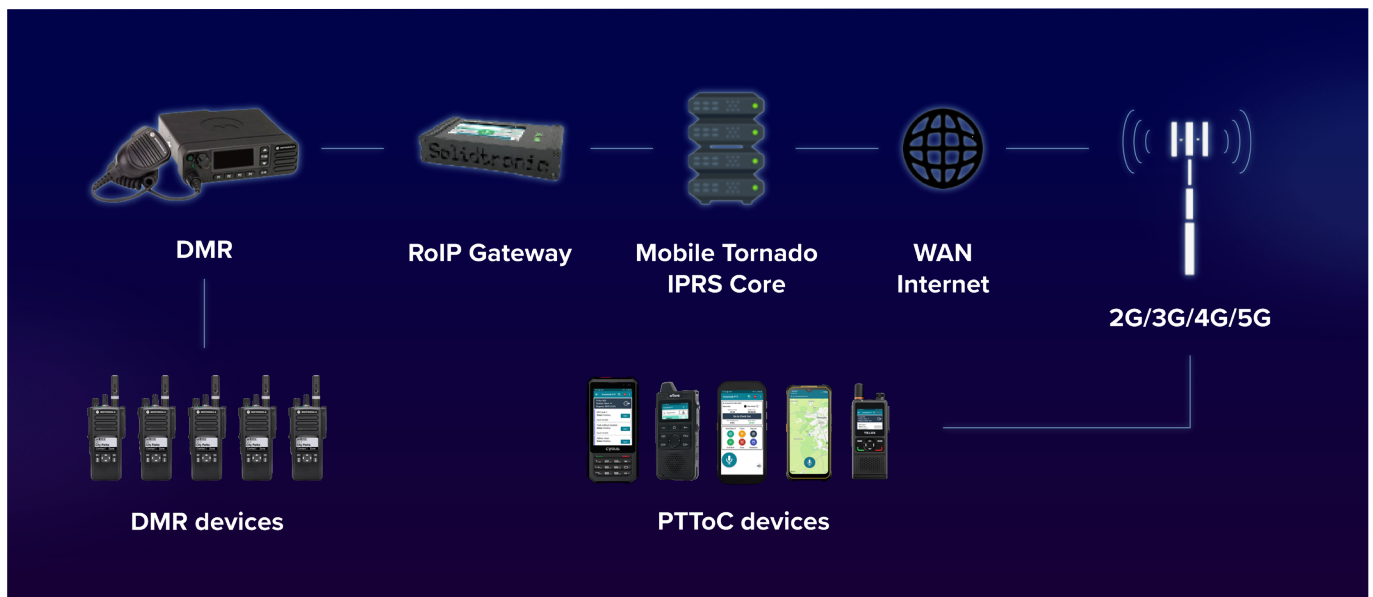 Solidtronic
DMR
RoIP Gateway
Mobile Tornado
IPRS Core
WAN
Internet
2G/3G/4G/5G
DMR devices
PTToC devices